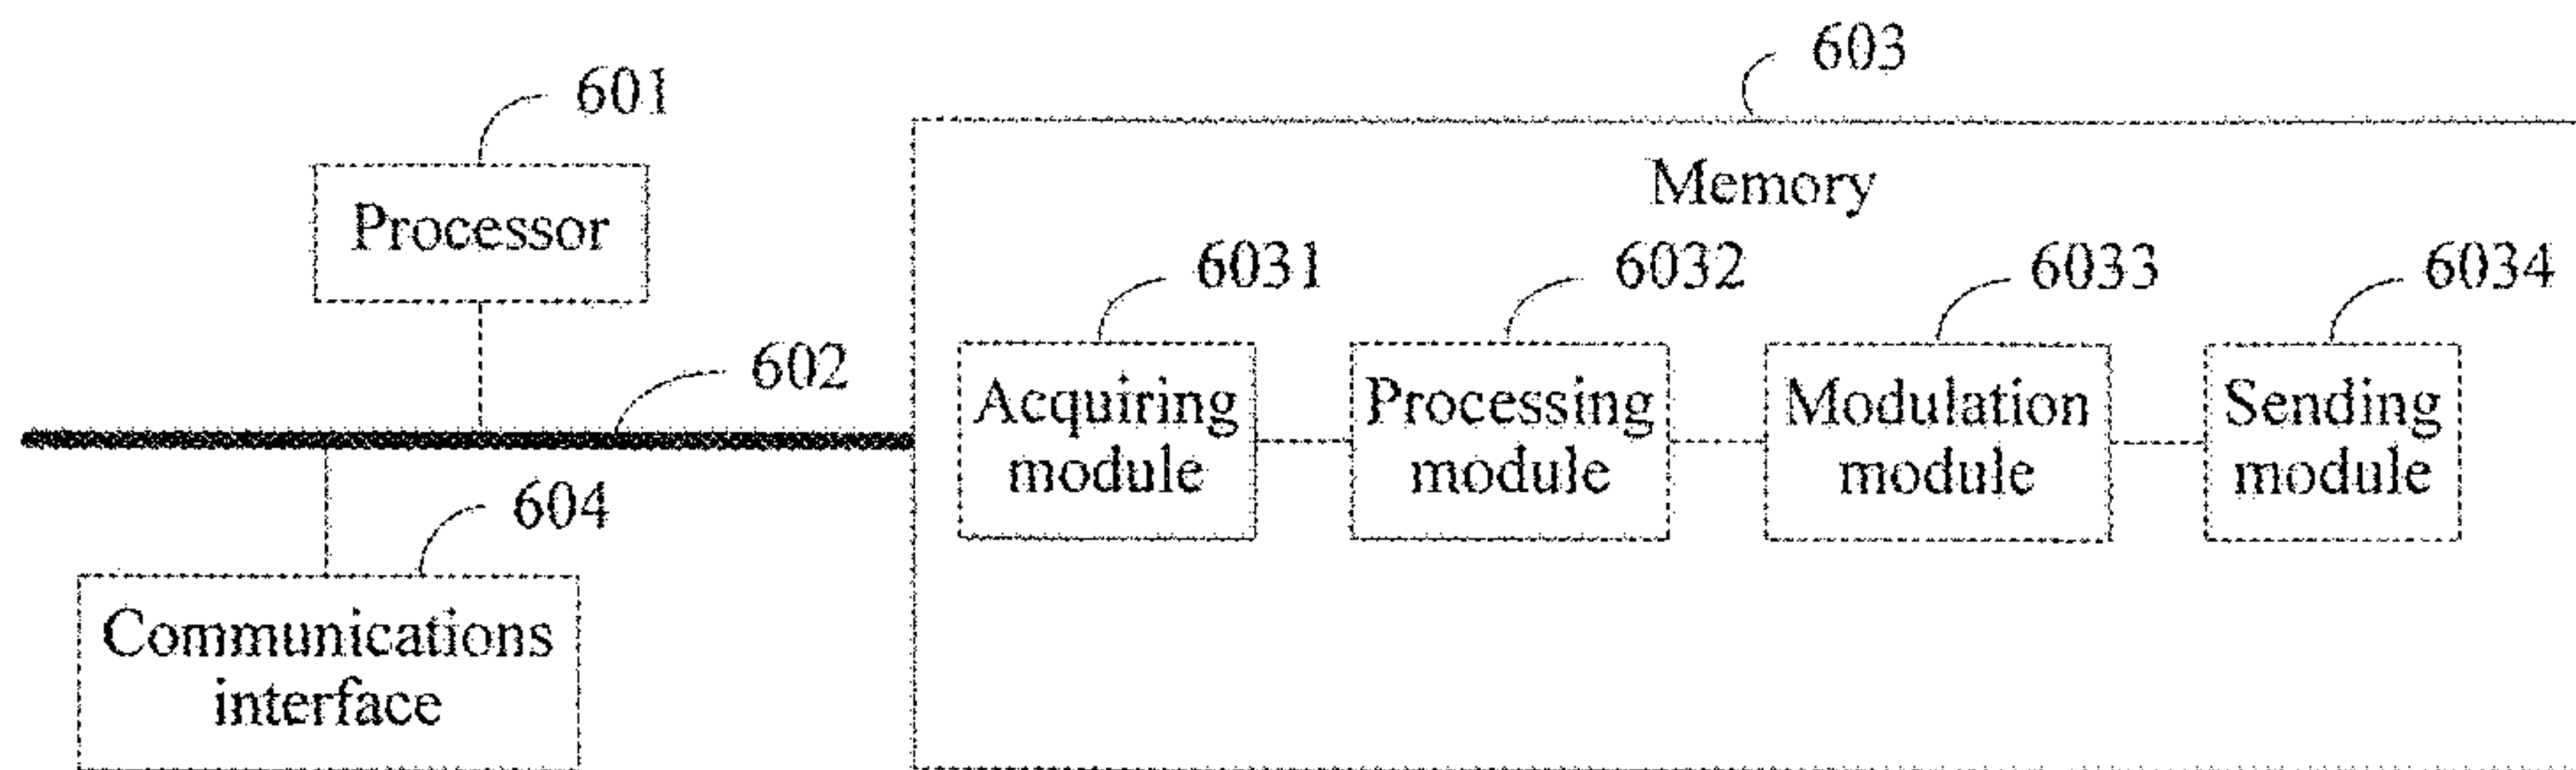 603
601
Memory
Processor
6031
6032
6033
6034
602
Acquiring
module
Processing
module
Modulation
module
Sending
module
604
Communications
interface